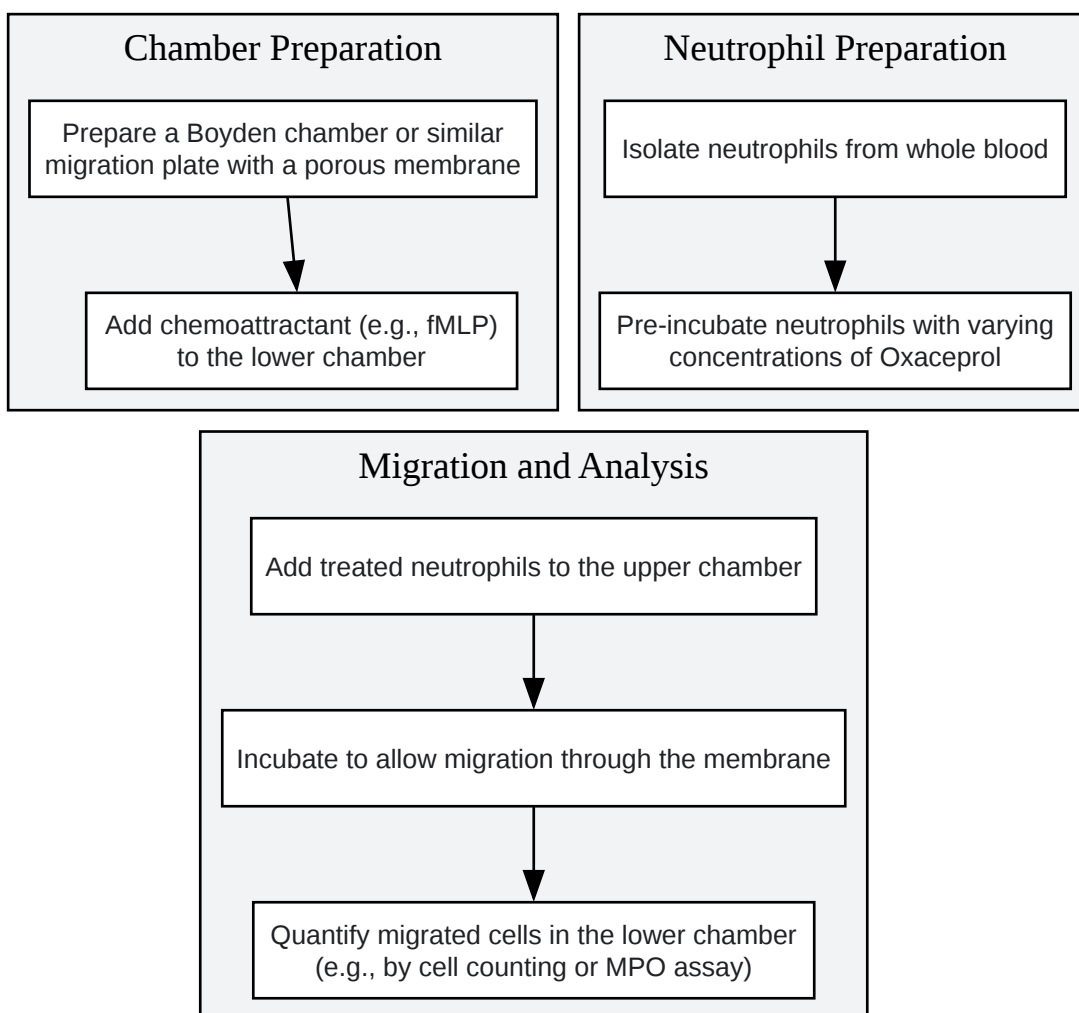 Chamber Preparation
Prepare a Boyden chamber or similar
migration plate with a porous membrane
Add chemoattractant (e.g., fMLP)
to the lower chamber
Neutrophil Preparation
Isolate neutrophils from whole blood
Pre-incubate neutrophils with varying
concentrations of Oxaceprol
Migration and Analysis
Add treated neutrophils to the upper chamber
Incubate to allow migration through the membrane
Quantify migrated cells in the lower chamber
(e.g., by cell counting or MPO assay)